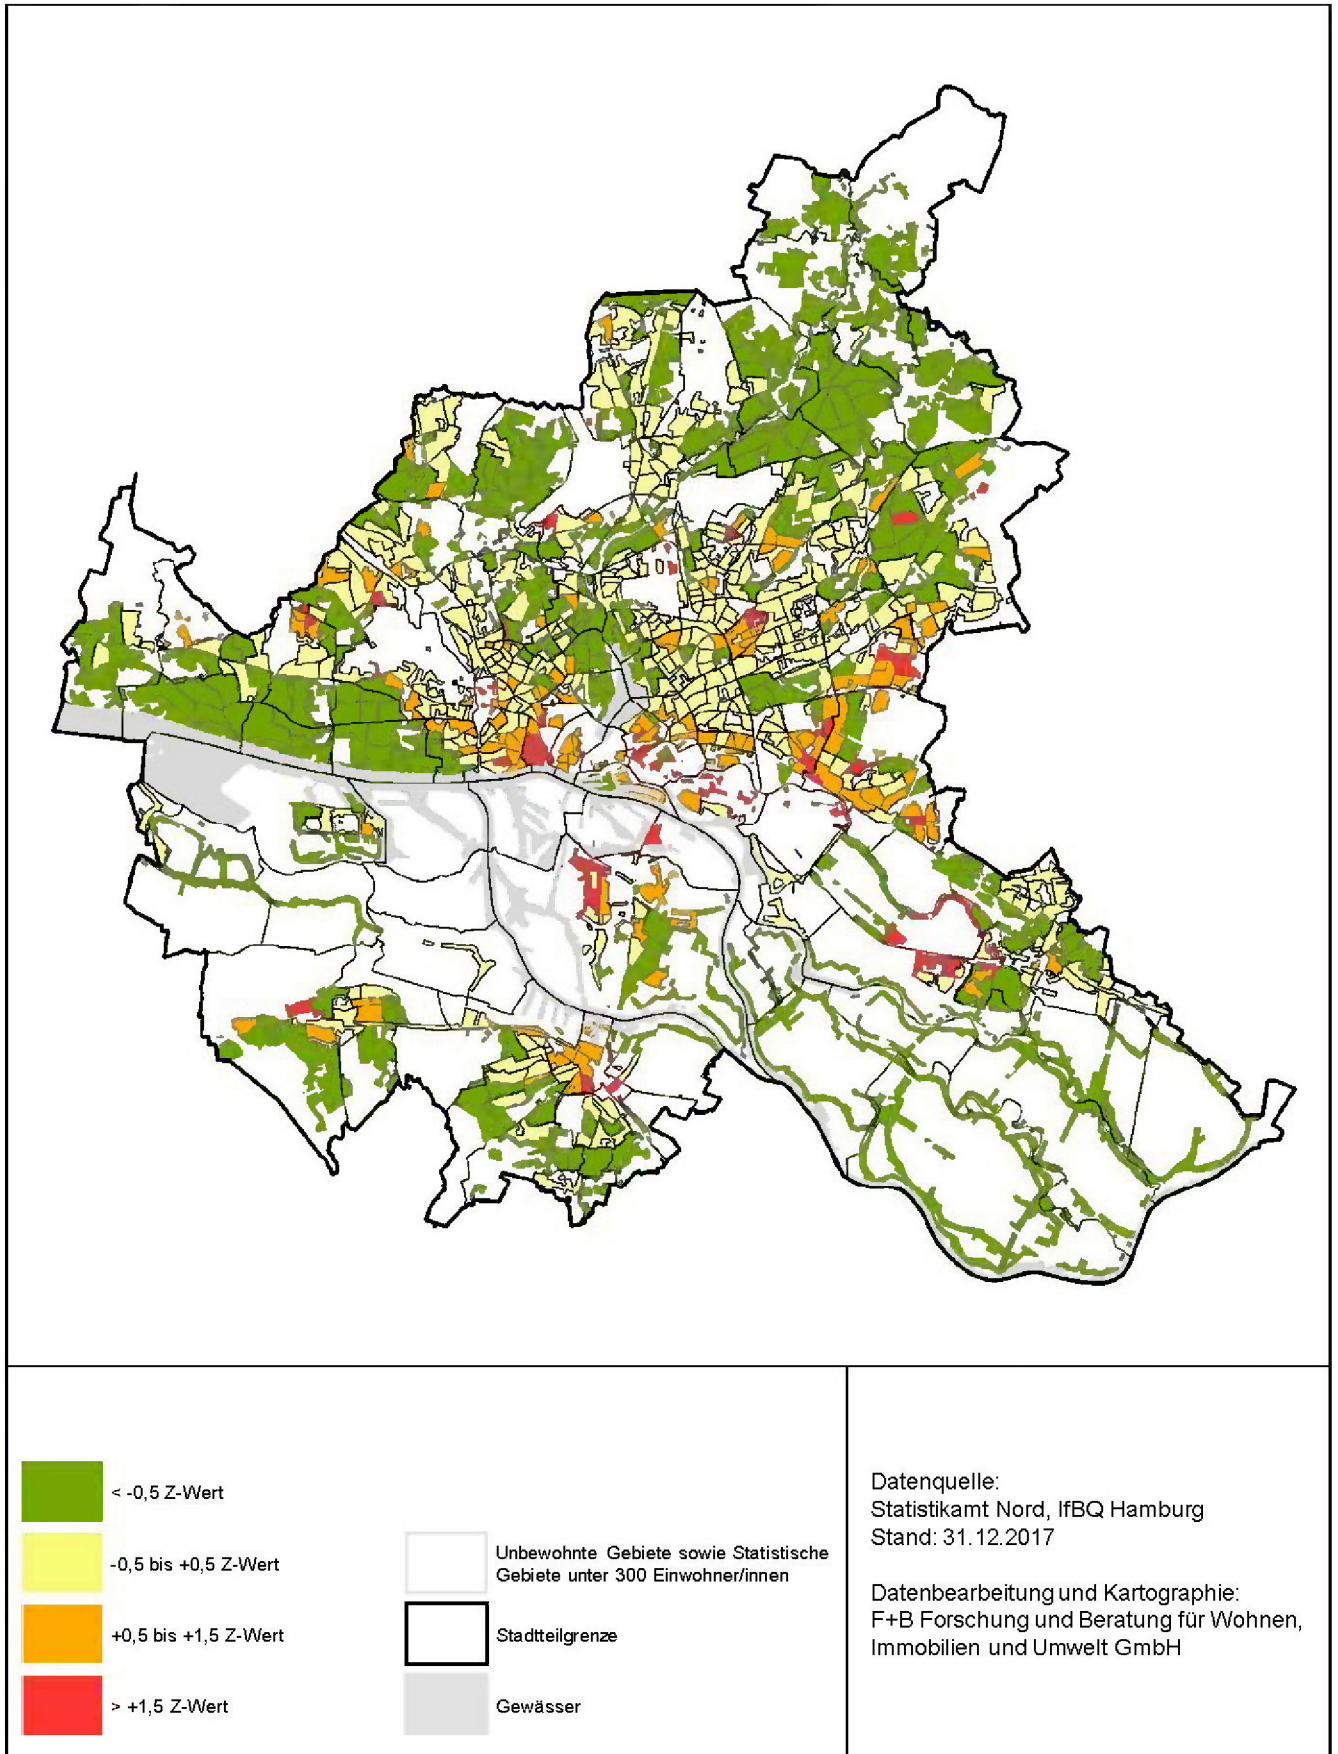 < -0,5 Z-Wert
-0,5 bis +0,5 Z-Wert
+0,5 bis +1,5 Z-Wert
> +1,5 Z-Wert
Unbewohnte Gebiete sowie Statistische
Gebiete unter 300 Einwohner/innen
Stadtteilgrenze
Gewässer
Datenquelle:
Statistikamt Nord, IfBQ Hamburg
Stand: 31.12.2017
Datenbearbeitung und Kartographie:
F+B Forschung und Beratung für Wohnen,
Immobilien und Umwelt GmbH